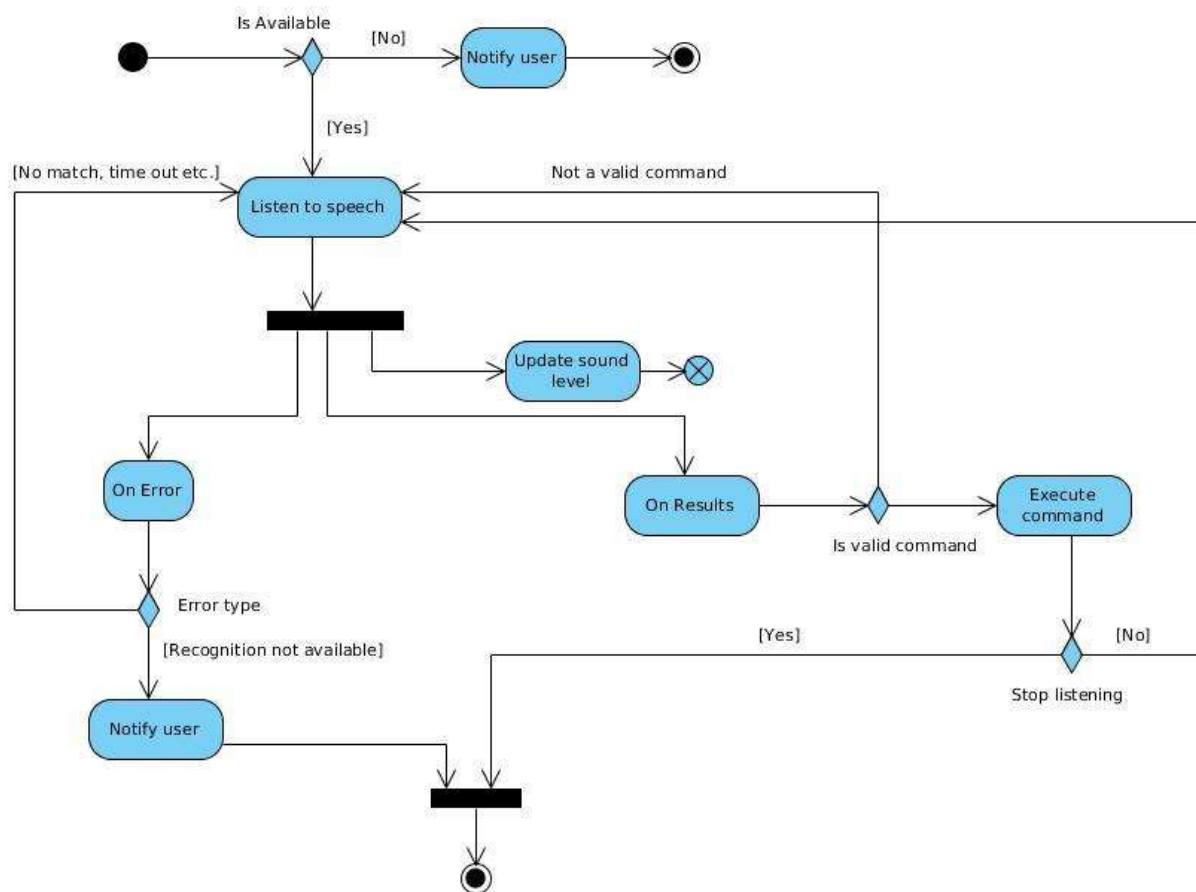 Is Available
[No]
Notify user
[Yes]
[No match, time out etc.]
Not a valid command
Listen to speech
Update sound
level
On Error
On Results
Execute
command
Is valid command
Error type
[Recognition not available]
[Yes]
[No]
Stop listening
Notify user